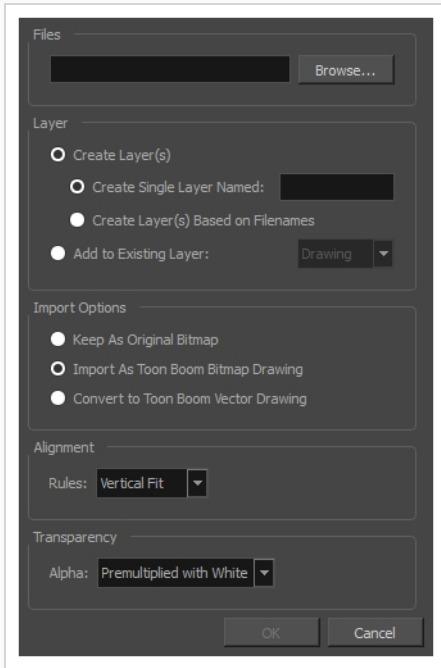 Files
Browse...
Layer
Create Layer(s)
Create Single Layer Named:
Create Layer(s) Based on Filenames
Add to Existing Layer: Drawing
Import Options
Keep As Original Bitmap
Import As Toon Boom Bitmap Drawing
Convert to Toon Boom Vector Drawing
Alignment
Rules: Vertical Fit
Transparency
Alpha: Premultiplied with White
OK Cancel